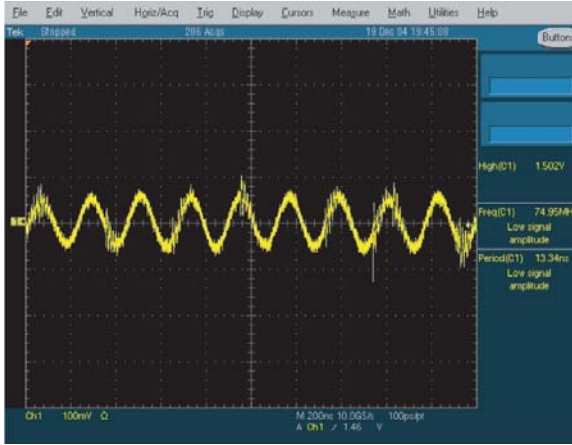 File Edit Vertical Horiz/Acq Trig Display Cursors Measure Math Utilities Help
Tek Stopped 206 Acqs 19 Dec 04 19:45:08
Buttons
High(C1) 1.502V
Freq(C1) 74.95MH
Low signal
amplitude
Period(C1) 13.34ns
Low signal
amplitude
Ch1 100mV Ω M 200ns 10.0GS/s 100ps/pt
A Ch1 / 1.46 V